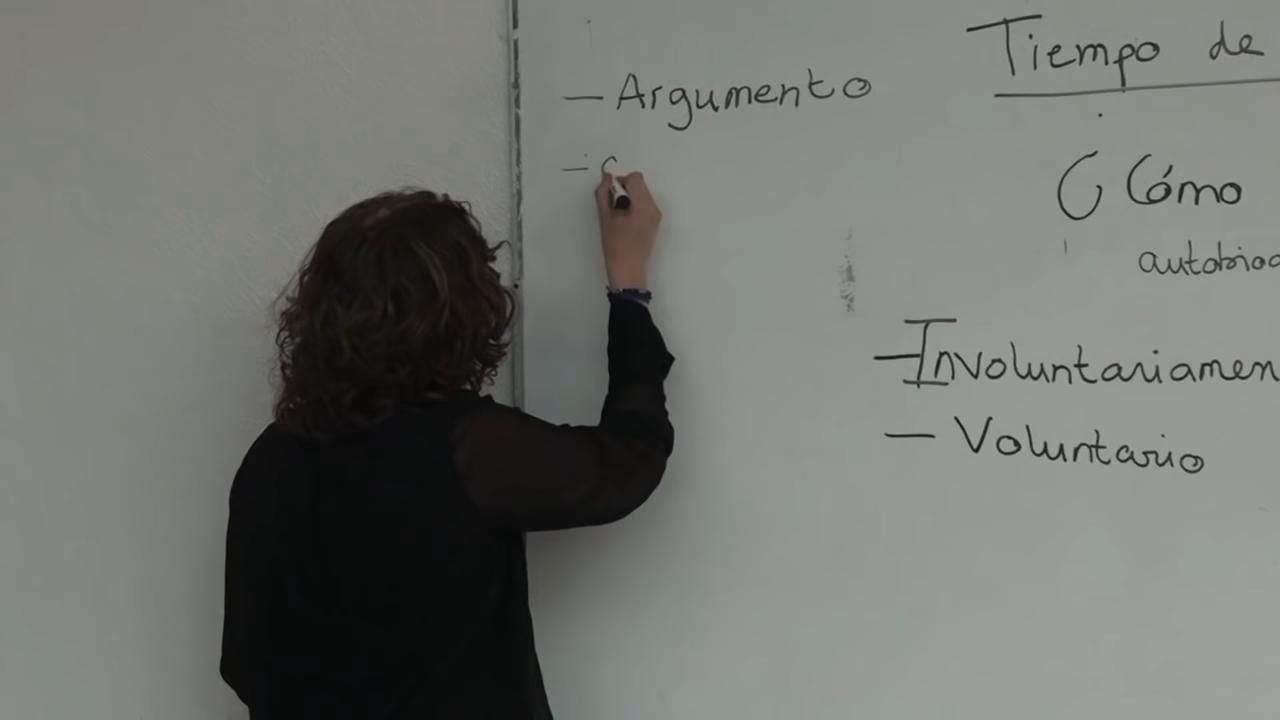 — Argumento
Tiempo de
¿ Cómo
— Involuntariamen
— Voluntario